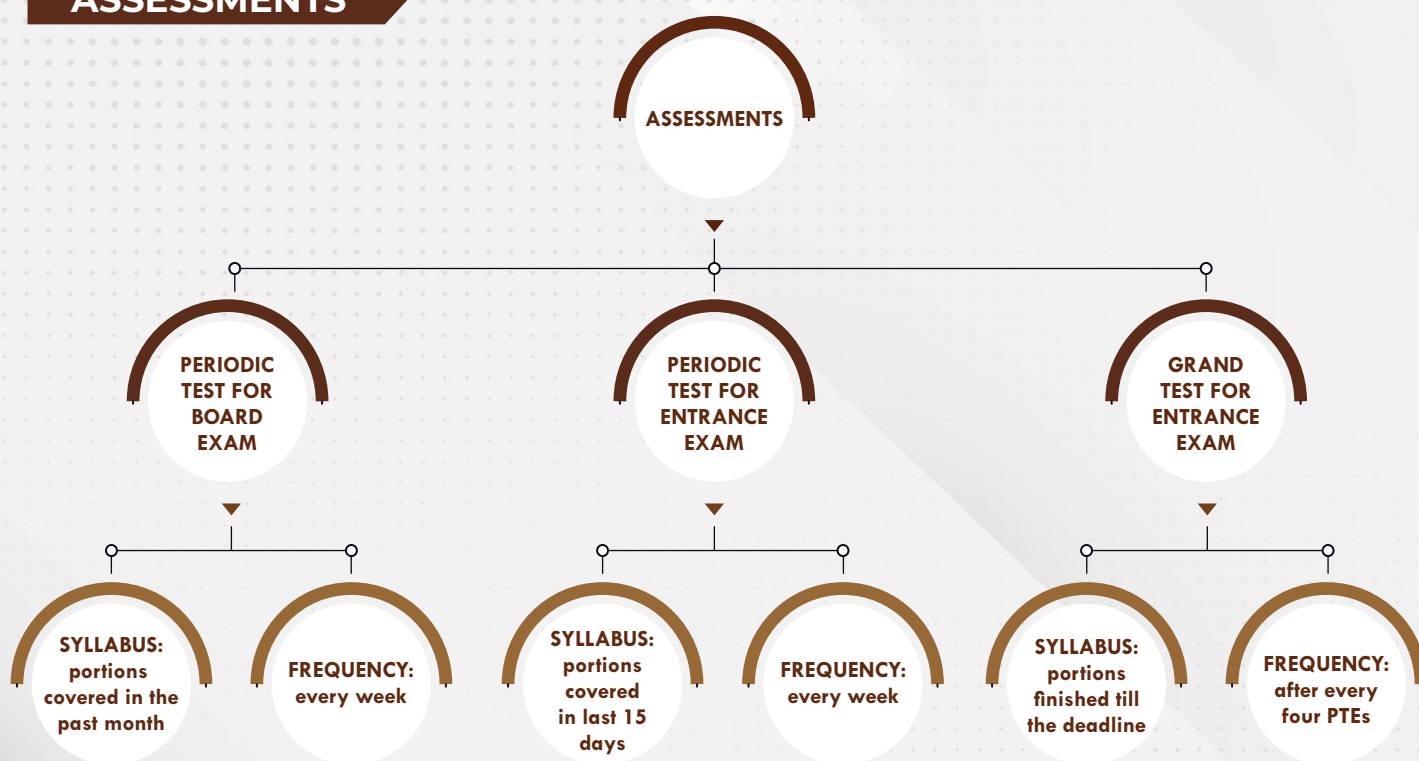 ASSESSMENTS
ASSESSMENTS
PERIODIC
TEST FOR
BOARD
EXAM
PERIODIC
TEST FOR
ENTRANCE
EXAM
GRAND
TEST FOR
ENTRANCE
EXAM
SYLLABUS:
portions
covered in the
past month
FREQUENCY:
every week
SYLLABUS:
portions
covered
in last 15
days
FREQUENCY:
every week
SYLLABUS:
portions
finished till
the deadline
FREQUENCY:
after every
four PTEs